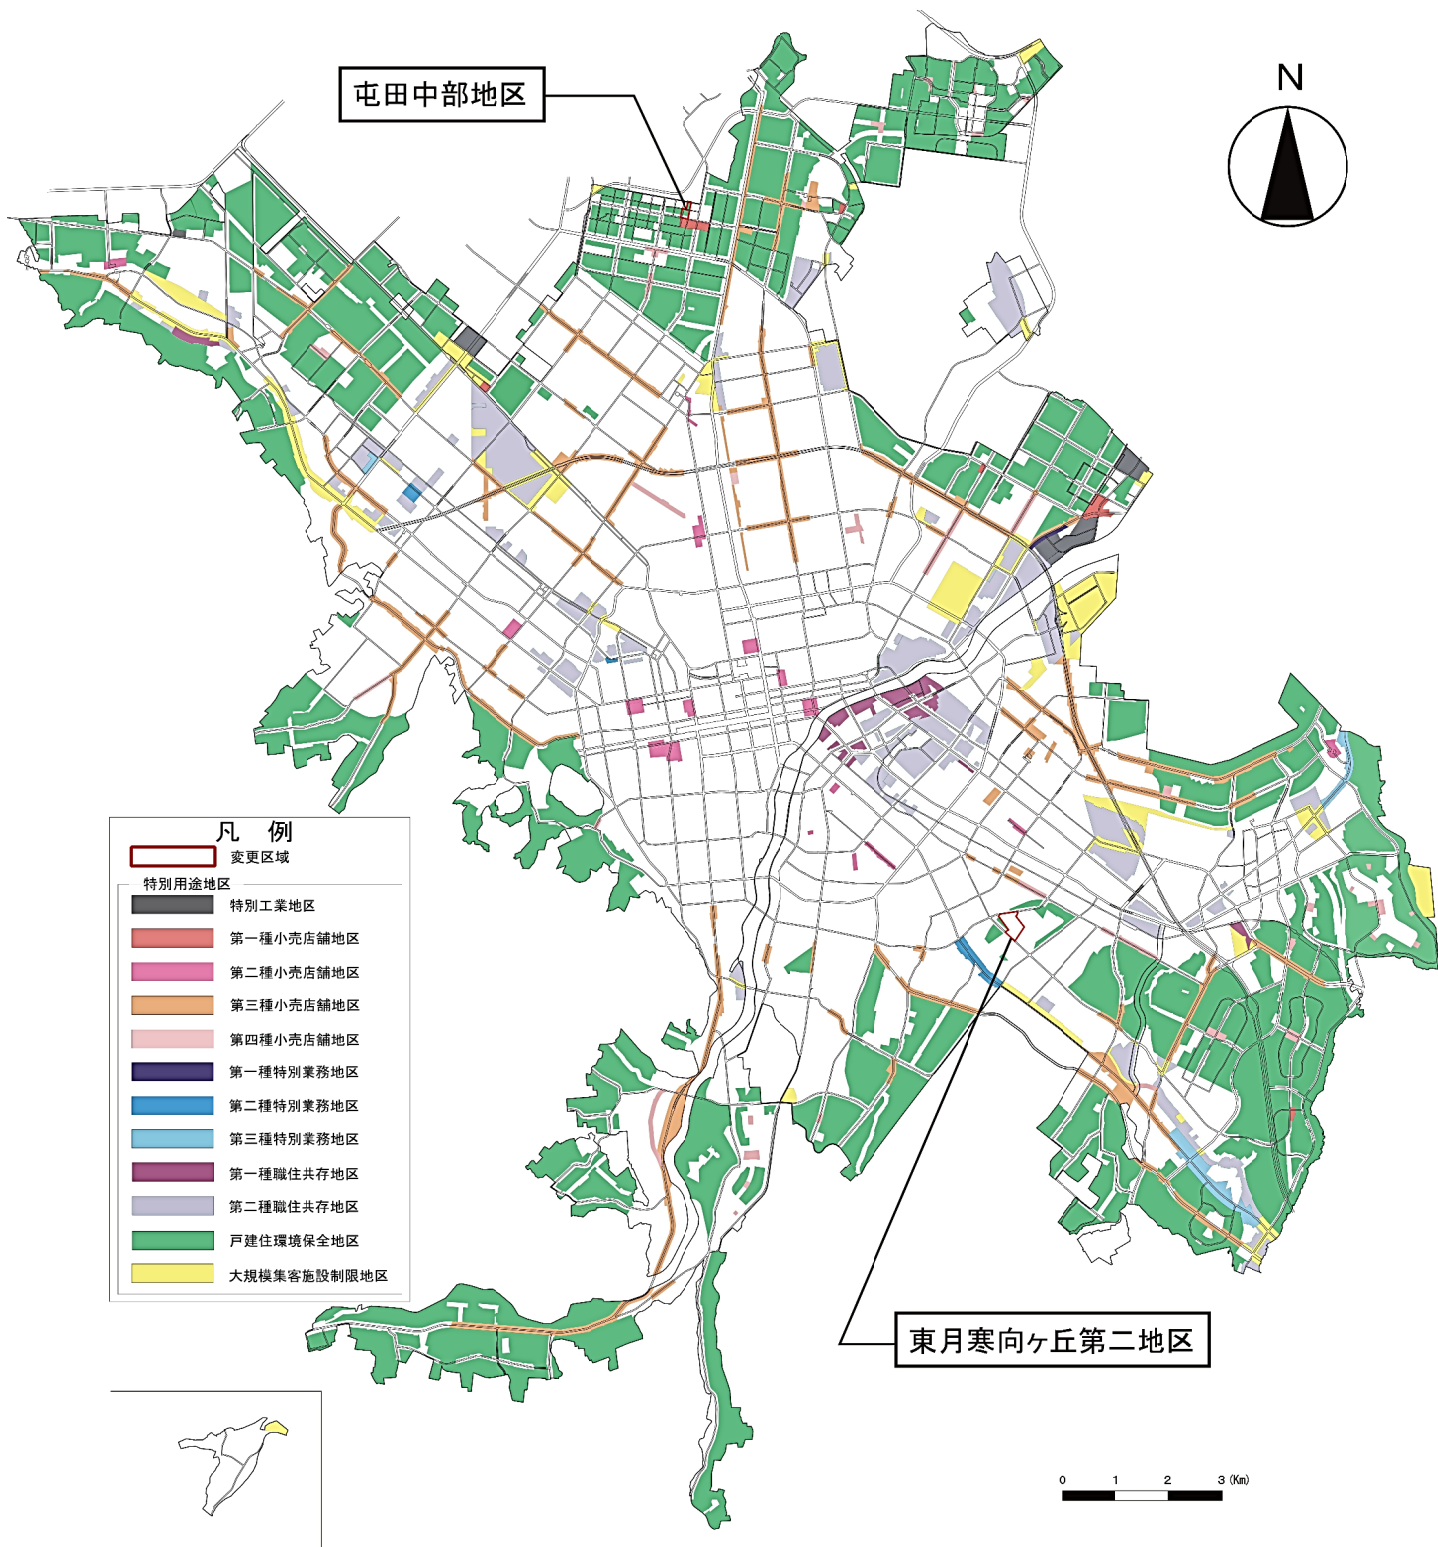 屯田中部地区
N
凡 例
変更区域
特別用途地区
特別工業地区
第一種小売店舗地区
第二種小売店舗地区
第三種小売店舗地区
第四種小売店舗地区
第一種特別業務地区
第二種特別業務地区
第三種特別業務地区
第一種職住共存地区
第二種職住共存地区
戸建住環境保全地区
大規模集客施設制限地区
東月寒向ヶ丘第二地区
0 1 2 3 (Km)